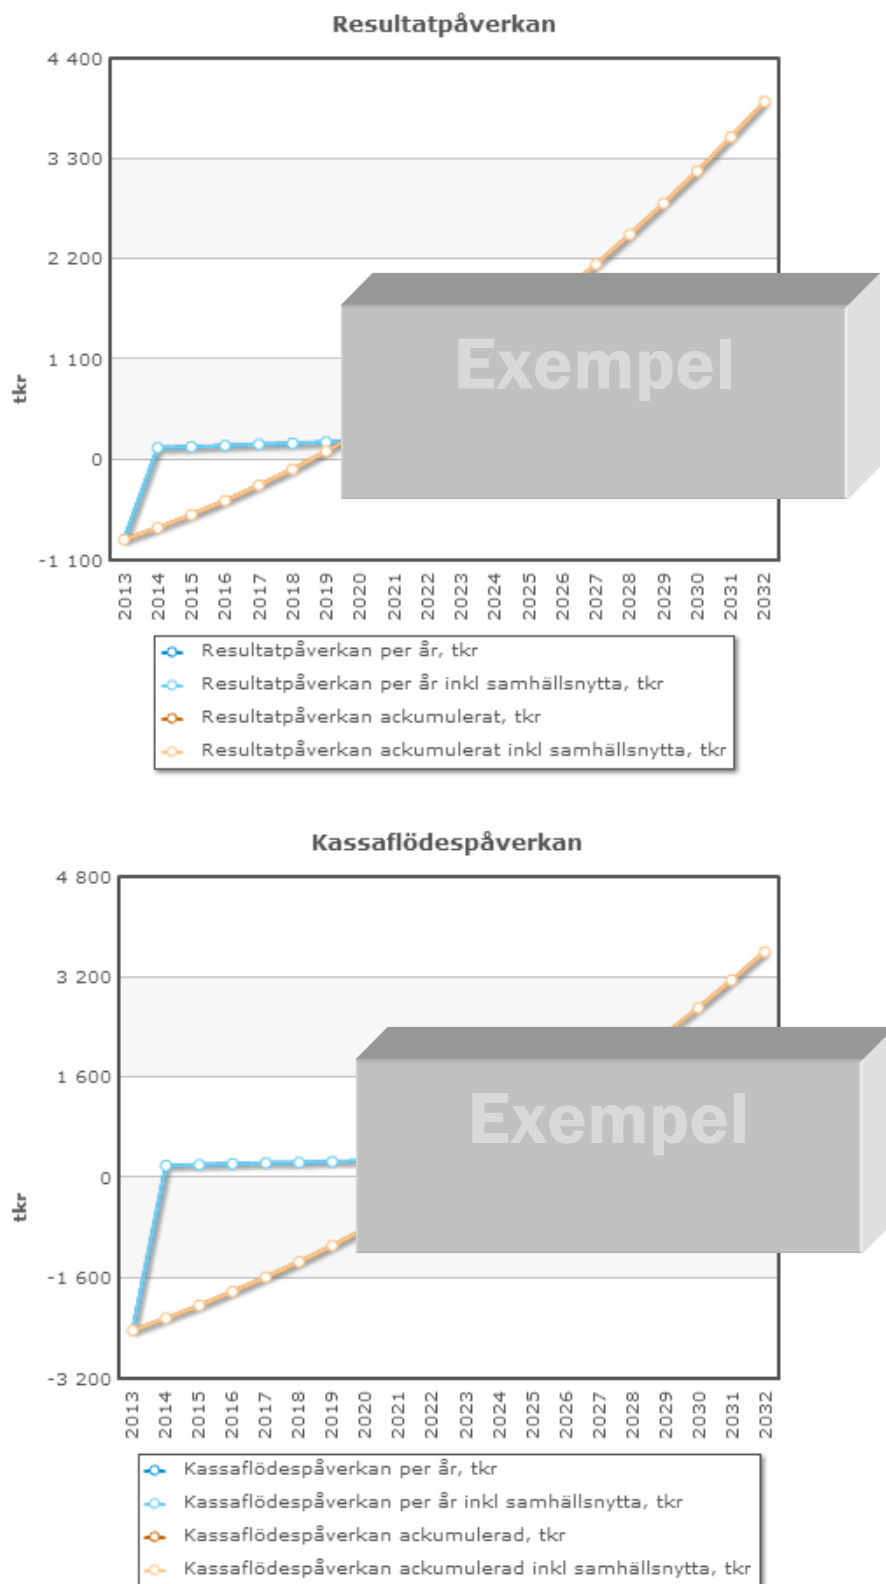 Resultatpåverkan
4 400
3 300
2 200
1 100
0
-1 100
tkr
Exempel
2013 2014 2015 2016 2017 2018 2019 2020 2021 2022 2023 2024 2025 2026 2027 2028 2029 2030 2031 2032
Resultatpåverkan per år, tkr
Resultatpåverkan per år inkl samhällsnytta, tkr
Resultatpåverkan ackumulerat, tkr
Resultatpåverkan ackumulerat inkl samhällsnytta, tkr
Kassaflödespåverkan
4 800
3 200
1 600
0
-1 600
-3 200
tkr
Exempel
2013 2014 2015 2016 2017 2018 2019 2020 2021 2022 2023 2024 2025 2026 2027 2028 2029 2030 2031 2032
Kassaflödespåverkan per år, tkr
Kassaflödespåverkan per år inkl samhällsnytta, tkr
Kassaflödespåverkan ackumulerad, tkr
Kassaflödespåverkan ackumulerad inkl samhällsnytta, tkr